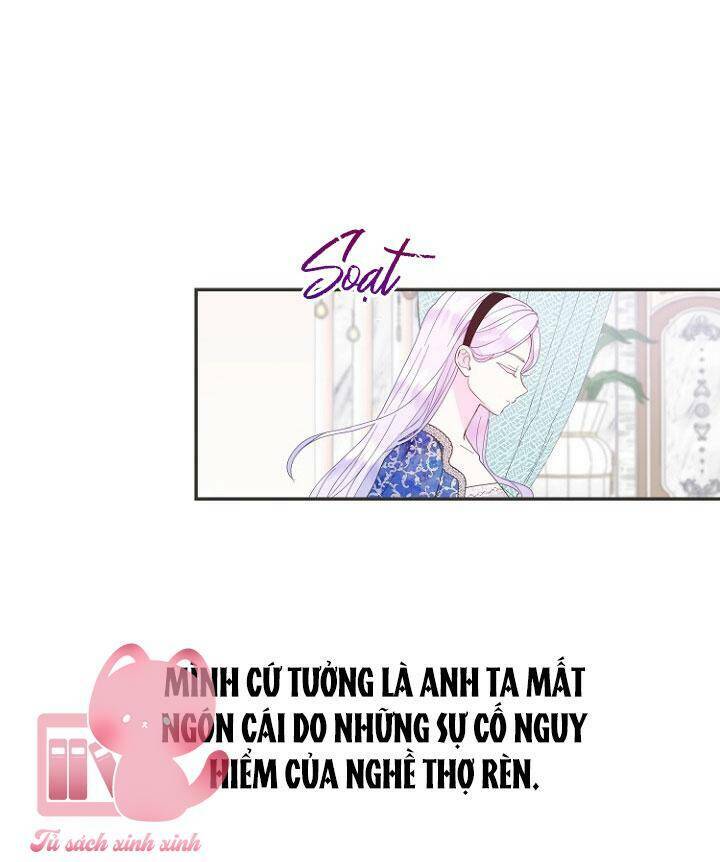 Soạt
MÌNH CỨ TƯỞNG LÀ ANH TA MẤT
NGÓN CÁI DO NHỮNG SỰ CỐ NGUY
HIỂM CỦA NGHỀ THỢ RÈN.
Tủ sách xinh xinh